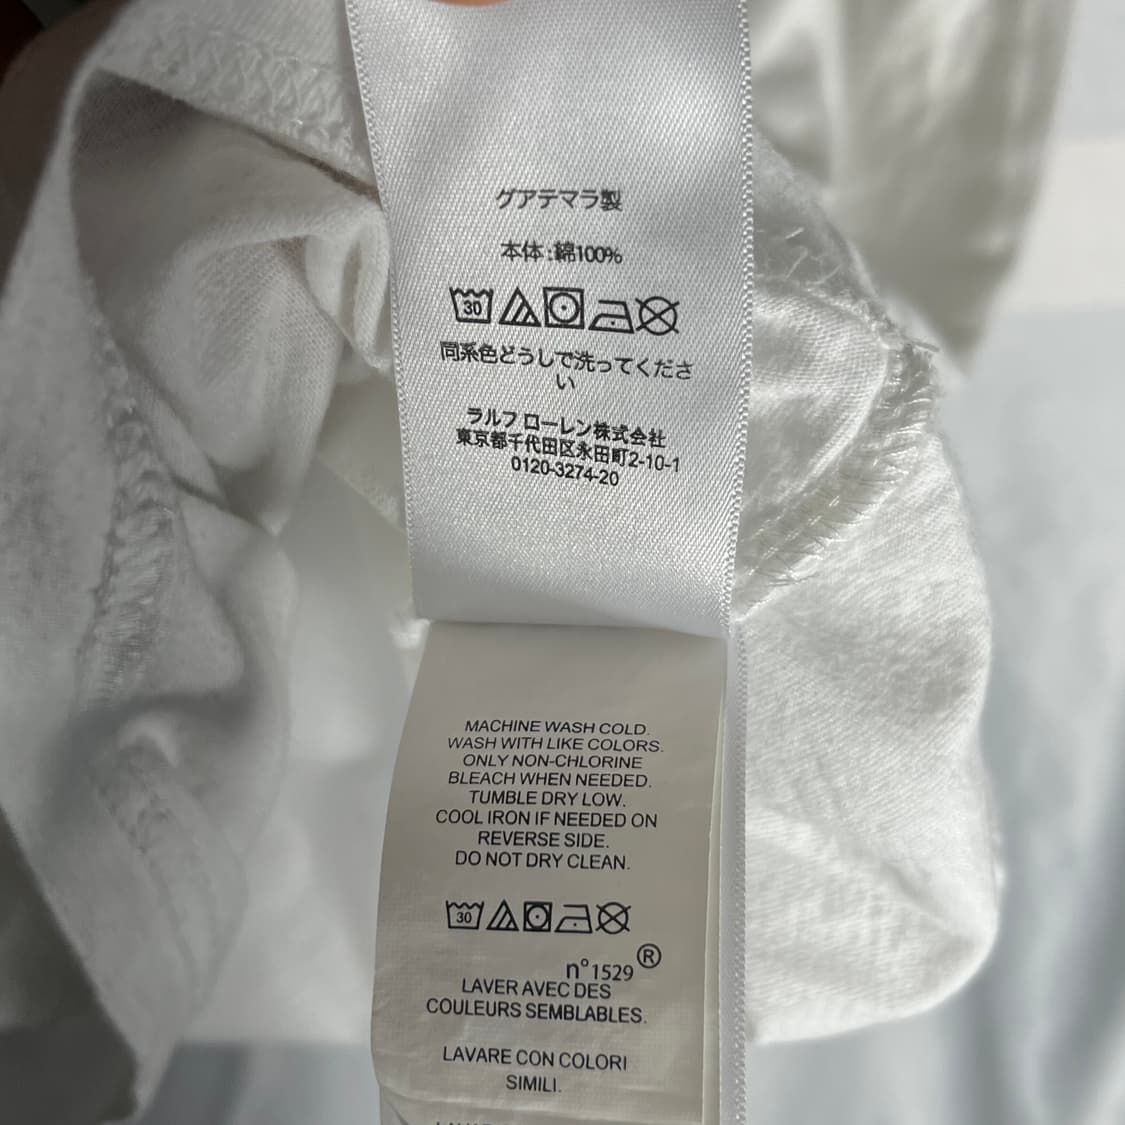 グアテマラ製
本体:綿100%
30
同系色どうしで洗ってくださ
い
ラルフ ローレン株式会社
東京都千代田区永田町2-10-1
0120-3274-20
MACHINE WASH COLD.
WASH WITH LIKE COLORS.
ONLY NON-CHLORINE
BLEACH WHEN NEEDED.
TUMBLE DRY LOW.
COOL IRON IF NEEDED ON
REVERSE SIDE.
DO NOT DRY CLEAN.
30
n°1529®
LAVER AVEC DES
COULEURS SEMBLABLES.
LAVARE CON COLORI
SIMILI.